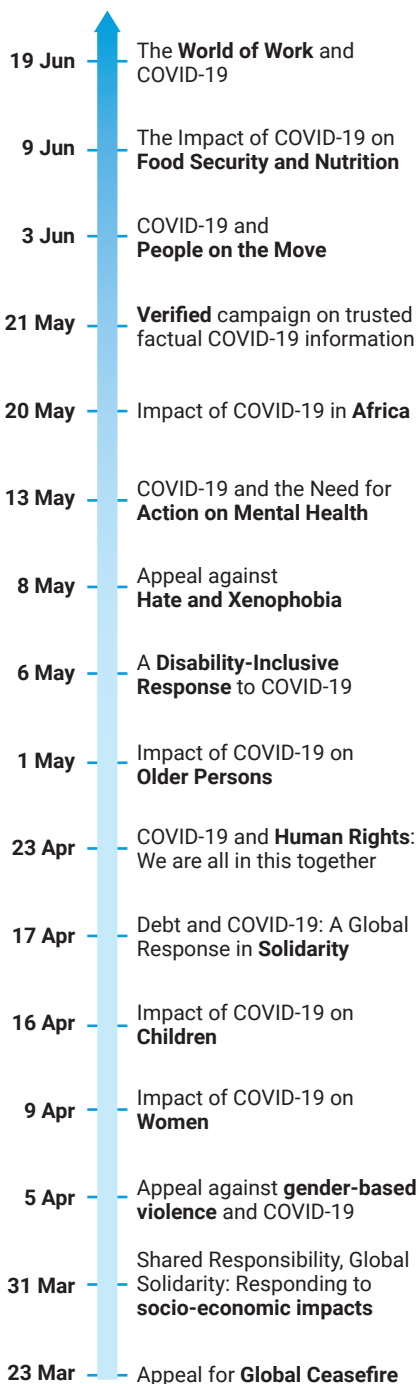 19 Jun
The World of Work and
COVID-19
9 Jun
The Impact of COVID-19 on
Food Security and Nutrition
3 Jun
COVID-19 and
People on the Move
21 May
Verified campaign on trusted
factual COVID-19 information
20 May
Impact of COVID-19 in Africa
13 May
COVID-19 and the Need for
Action on Mental Health
8 May
Appeal against
Hate and Xenophobia
6 May
A Disability-Inclusive
Response to COVID-19
1 May
Impact of COVID-19 on
Older Persons
23 Apr
COVID-19 and Human Rights:
We are all in this together
17 Apr
Debt and COVID-19: A Global
Response in Solidarity
16 Apr
Impact of COVID-19 on
Children
9 Apr
Impact of COVID-19 on
Women
5 Apr
Appeal against gender-based
violence and COVID-19
31 Mar
Shared Responsibility, Global
Solidarity: Responding to
socio-economic impacts
23 Mar
Appeal for Global Ceasefire